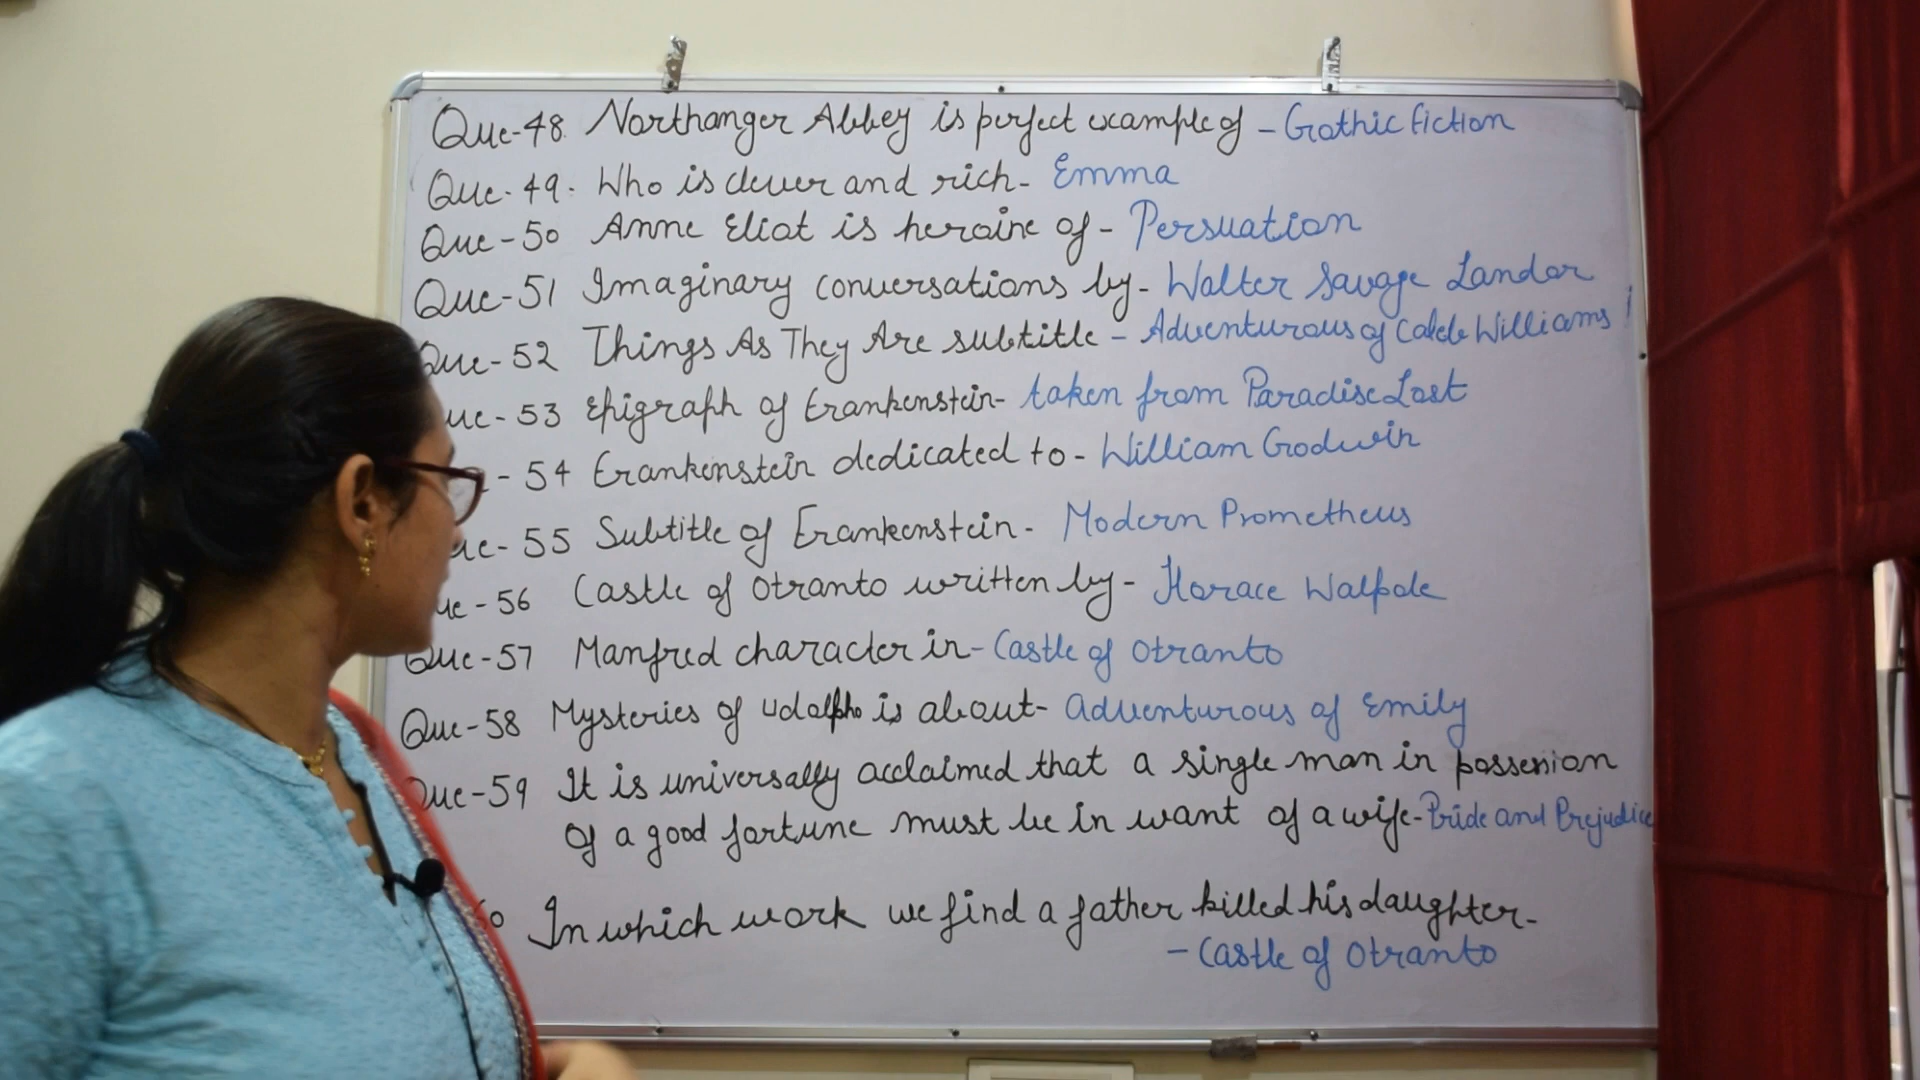 Que-48. Northanger Abbey is perfect example of - Gothic Fiction
Que-49. Who is clever and rich- Emma
Que-50 Anne Eliot is heroine of - Persuation
Que-51 Imaginary conversations by- Walter Savage Landor
Que-52 Things As They Are subtitle - Adventurous of Caleb Williams
ue-53 Epigraph of Frankenstein- taken from Paradise Lost
-54 Frankenstein dedicated to- William Godwin
ue-55 Subtitle of Frankenstein- Modern Prometheus
ue-56 Castle of Otranto written by- Horace Walpole
Que-57 Manfred character in- Castle of Otranto
Que-58 Mysteries of Udolpho is about- Adventurous of Emily
Que-59 It is universally acclaimed that a single man in possession
of a good fortune must be in want of a wife- Pride and Prejudice
60 In which work we find a father killed his daughter-
- Castle of Otranto